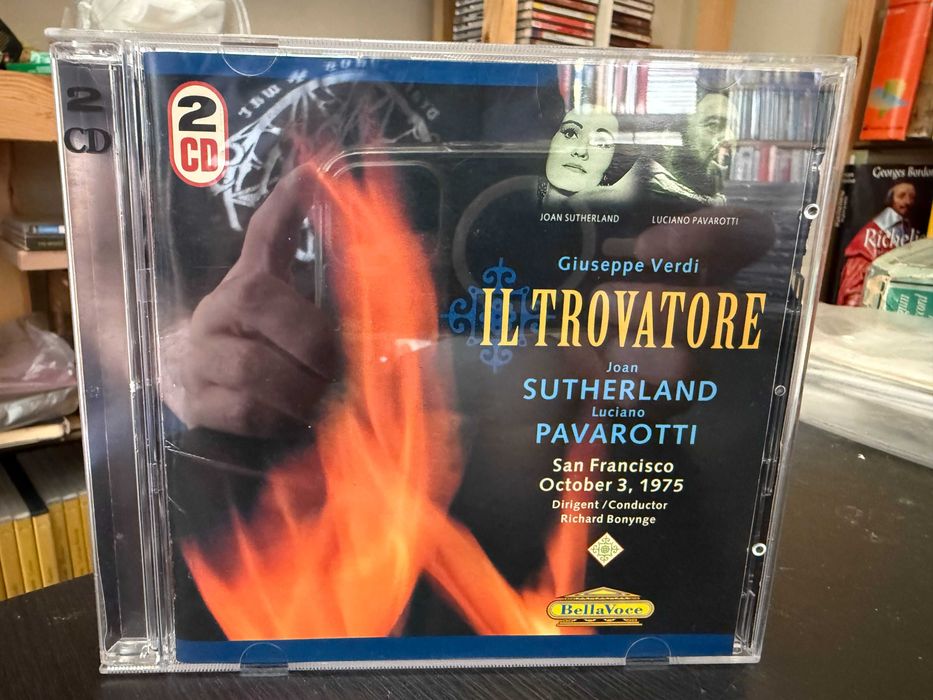 2
CD
2
CD
JOAN SUTHERLAND
LUCIANO PAVAROTTI
Giuseppe Verdi
IL TROVATORE
Joan
SUTHERLAND
Luciano
PAVAROTTI
San Francisco
October 3, 1975
Dirigent /Conductor
Richard Bonynge
BellaVoce
Georges Bordon
Richelie